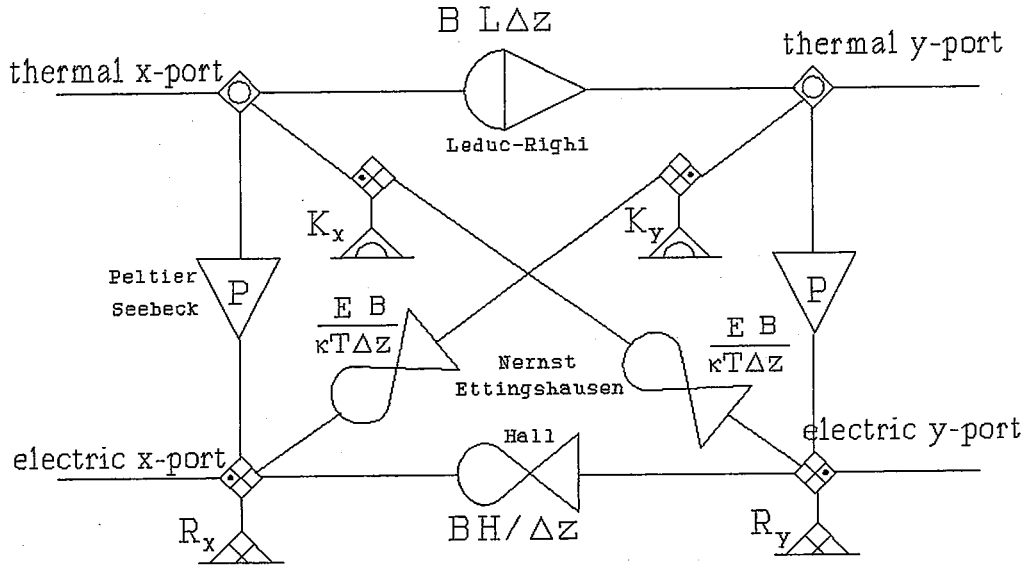 B LΔz
thermal x-port
thermal y-port
Leduc-Righi
Kx
Ky
Peltier
Seebeck
P
P
E B
κTΔz
E B
κTΔz
Nernst
Ettingshausen
electric x-port
Hall
electric y-port
Rx
BH/Δz
Ry